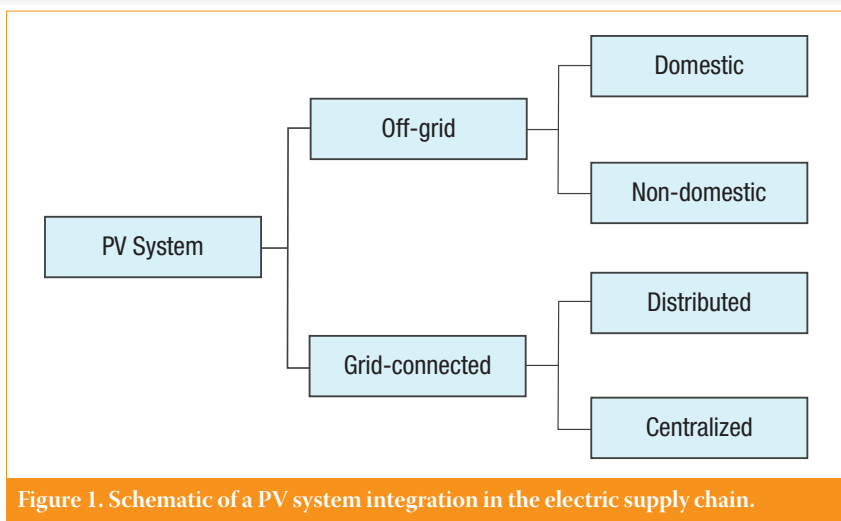 Domestic
Off-grid
Non-domestic
PV System
Distributed
Grid-connected
Centralized
Figure 1. Schematic of a PV system integration in the electric supply chain.